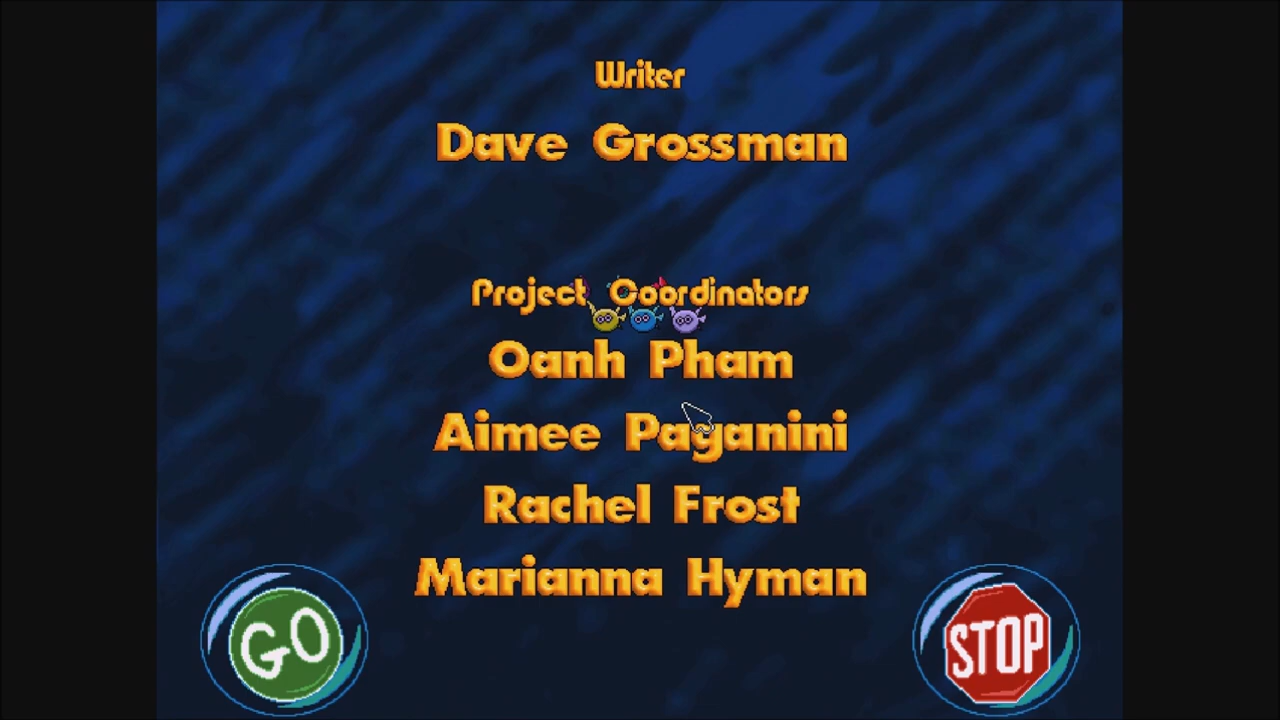 Writer
Dave Grossman
Project Coordinators
Oanh Pham
Aimee Paganini
Rachel Frost
Marianna Hyman
GO
STOP